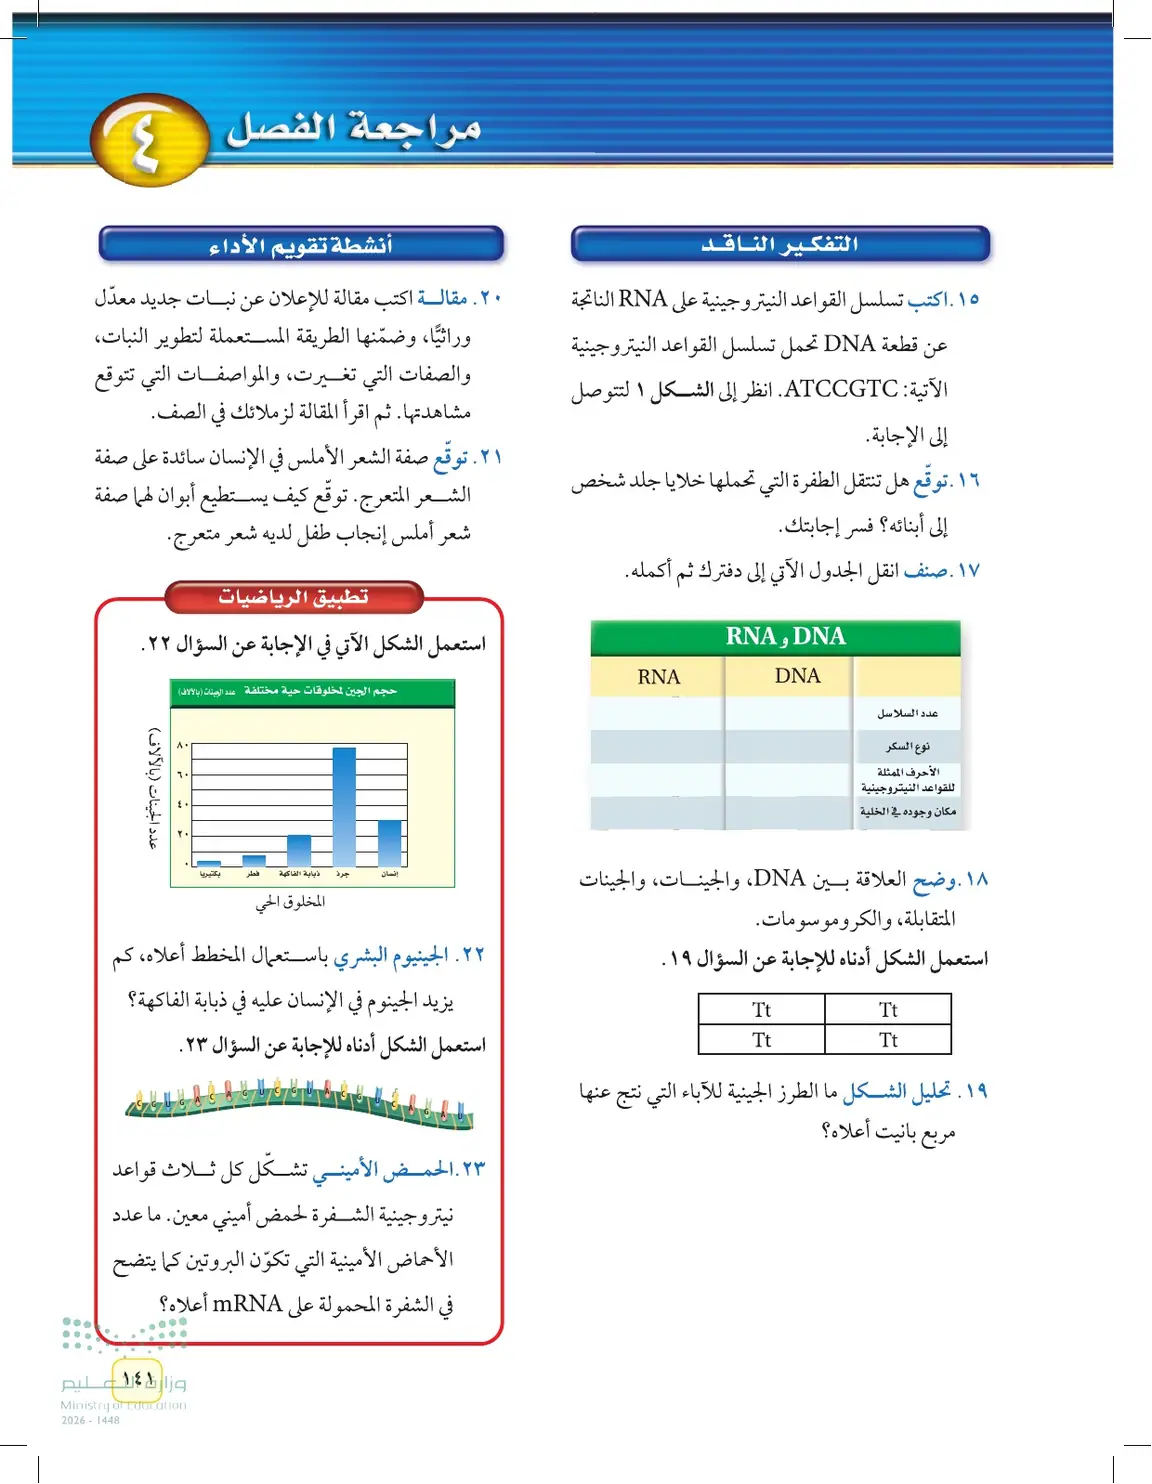 مراجعة الفصل
٤
التفكير الناقد
١٥. اكتب تسلسل القواعد النيتروجينية على RNA الناتجة
عن قطعة DNA تحمل تسلسل القواعد النيتروجينية
الآتية: ATCCGTC. انظر إلى الشكل ١ لتتوصل
إلى الإجابة.
١٦. توقّع هل تنتقل الطفرة التي تحملها خلايا جلد شخص
إلى أبنائه؟ فسر إجابتك.
١٧. صنف انقل الجدول الآتي إلى دفترك ثم أكمله.
DNA و RNA
DNA RNA
عدد السلاسل
نوع السكر
الأحرف الممثلة
للقواعد النيتروجينية
مكان وجوده في الخلية
١٨. وضح العلاقة بين DNA، والجينات، والجينات
المتقابلة، والكروموسومات.
استعمل الشكل أدناه للإجابة عن السؤال ١٩.
Tt Tt
Tt Tt
١٩. تحليل الشكل ما الطرز الجينية للآباء التي نتج عنها
مربع بانيت أعلاه؟
أنشطة تقويم الأداء
٢٠. مقالة اكتب مقالة للإعلان عن نبات جديد معدّل
وراثيًّا، وضمّنها الطريقة المستعملة لتطوير النبات،
والصفات التي تغيرت، والمواصفات التي تتوقع
مشاهدتها. ثم اقرأ المقالة لزملائك في الصف.
٢١. توقّع صفة الشعر الأملس في الإنسان سائدة على صفة
الشعر المتعرج. توقّع كيف يستطيع أبوان لهما صفة
شعر أملس إنجاب طفل لديه شعر متعرج.
تطبيق الرياضيات
استعمل الشكل الآتي في الإجابة عن السؤال ٢٢.
حجم الجين لمخلوقات حية مختلفة عدد الجينات (بالآلاف)
عدد الجينات (بالآلاف)
٨٠
٦٠
٤٠
٢٠
٠
إنسان جرذ ذبابة الفاكهة فطر بكتيريا
المخلوق الحي
٢٢. الجينيوم البشري باستعمال المخطط أعلاه، كم
يزيد الجينوم في الإنسان عليه في ذبابة الفاكهة؟
استعمل الشكل أدناه للإجابة عن السؤال ٢٣.
٢٣. الحمض الأميني تشكّل كل ثلاث قواعد
نيتروجينية الشفرة لحمض أميني معين. ما عدد
الأحماض الأمينية التي تكوّن البروتين كما يتضح
في الشفرة المحمولة على mRNA أعلاه؟
وزارة التعليم
Ministry of Education
2026 - 1448
١٤١